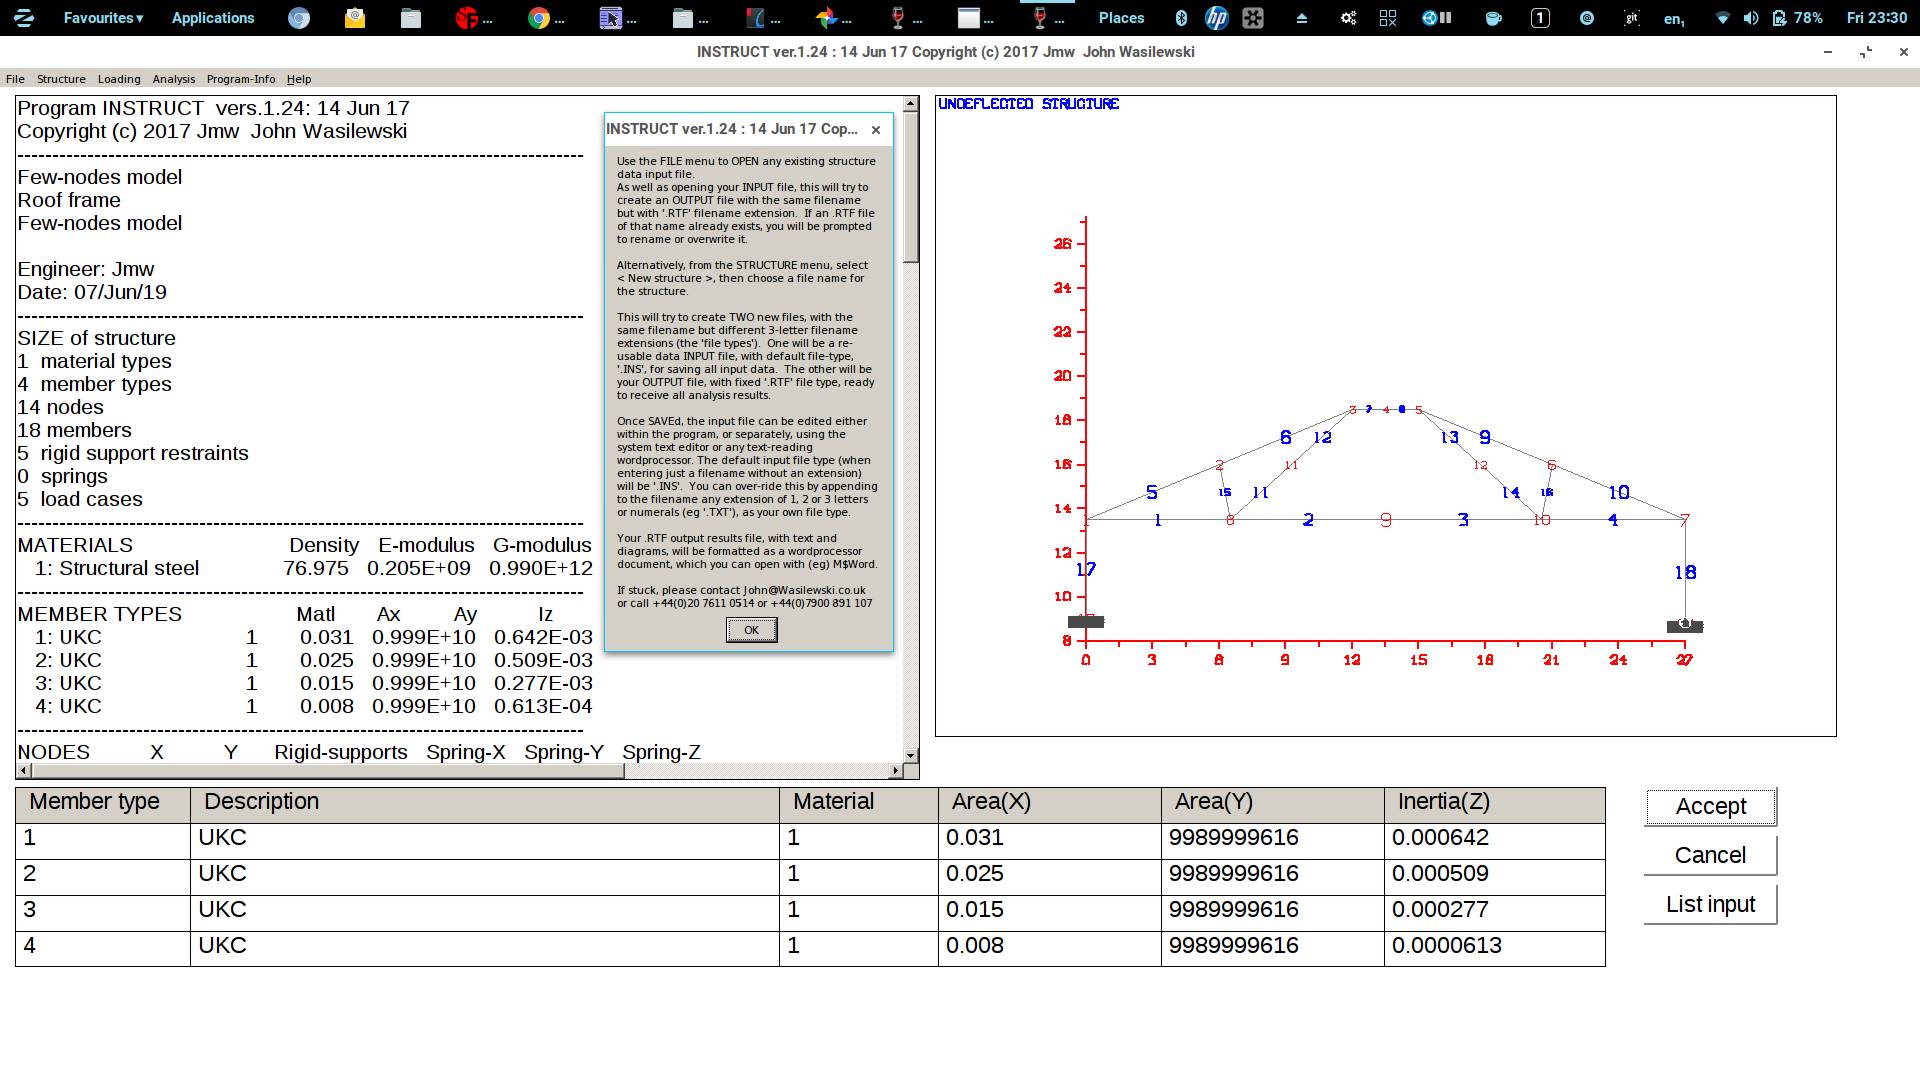 Favourites▾ Applications ... ... ... ... ... ... ... ... ... Places 1 git en₁ 78% Fri 23:30
INSTRUCT ver.1.24 : 14 Jun 17 Copyright (c) 2017 Jmw  John Wasilewski
File Structure Loading Analysis Program-Info Help
Program INSTRUCT  vers.1.24: 14 Jun 17
Copyright (c) 2017 Jmw  John Wasilewski
Few-nodes model
Roof frame
Few-nodes model
Engineer: Jmw
Date: 07/Jun/19
SIZE of structure
1  material types
4  member types
14 nodes
18 members
5  rigid support restraints
0  springs
5  load cases
MATERIALS Density E-modulus G-modulus
1: Structural steel 76.975 0.205E+09 0.990E+12
MEMBER TYPES Matl Ax Ay Iz
1: UKC 1 0.031 0.999E+10 0.642E-03
2: UKC 1 0.025 0.999E+10 0.509E-03
3: UKC 1 0.015 0.999E+10 0.277E-03
4: UKC 1 0.008 0.999E+10 0.613E-04
NODES X Y Rigid-supports Spring-X Spring-Y Spring-Z
INSTRUCT ver.1.24 : 14 Jun 17 Cop...
Use the FILE menu to OPEN any existing structure
data input file.
As well as opening your INPUT file, this will try to
create an OUTPUT file with the same filename
but with '.RTF' filename extension.  If an .RTF file
of that name already exists, you will be prompted
to rename or overwrite it.
Alternatively, from the STRUCTURE menu, select
< New structure >, then choose a file name for
the structure.
This will try to create TWO new files, with the
same filename but different 3-letter filename
extensions (the 'file types').  One will be a re-
usable data INPUT file, with default file-type,
'.INS', for saving all input data.  The other will be
your OUTPUT file, with fixed '.RTF' file type, ready
to receive all analysis results.
Once SAVEd, the input file can be edited either
within the program, or separately, using the
system text editor or any text-reading
wordprocessor. The default input file type (when
entering just a filename without an extension)
will be '.INS'.  You can over-ride this by appending
to the filename any extension of 1, 2 or 3 letters
or numerals (eg '.TXT'), as your own file type.
Your .RTF output results file, with text and
diagrams, will be formatted as a wordprocessor
document, which you can open with (eg) M$Word.
If stuck, please contact John@Wasilewski.co.uk
or call +44(0)20 7611 0514 or +44(0)7900 891 107
OK
UNDEFLECTED STRUCTURE
26
24
22
20
18 3 7 4 8 5
6 12 13 9
16 2 11 12 6
5 15 11 14 16 10
14 1 1 8 2 9 3 10 4 7
12
17 18
10
8
0 3 6 9 12 15 18 21 24 27
Member type Description Material Area(X) Area(Y) Inertia(Z)
1 UKC 1 0.031 9989999616 0.000642
2 UKC 1 0.025 9989999616 0.000509
3 UKC 1 0.015 9989999616 0.000277
4 UKC 1 0.008 9989999616 0.0000613
Accept
Cancel
List input